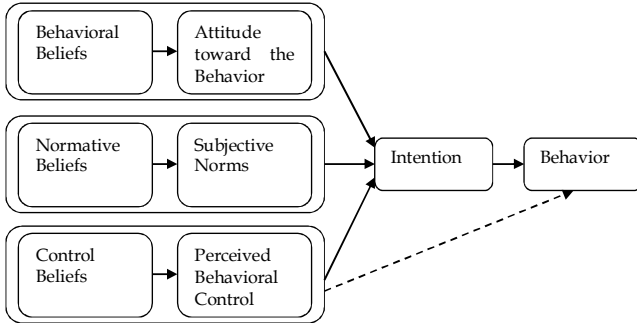 Behavioral
Beliefs
Attitude
toward the
Behavior
Normative
Beliefs
Subjective
Norms
Intention
Behavior
Control
Beliefs
Perceived
Behavioral
Control